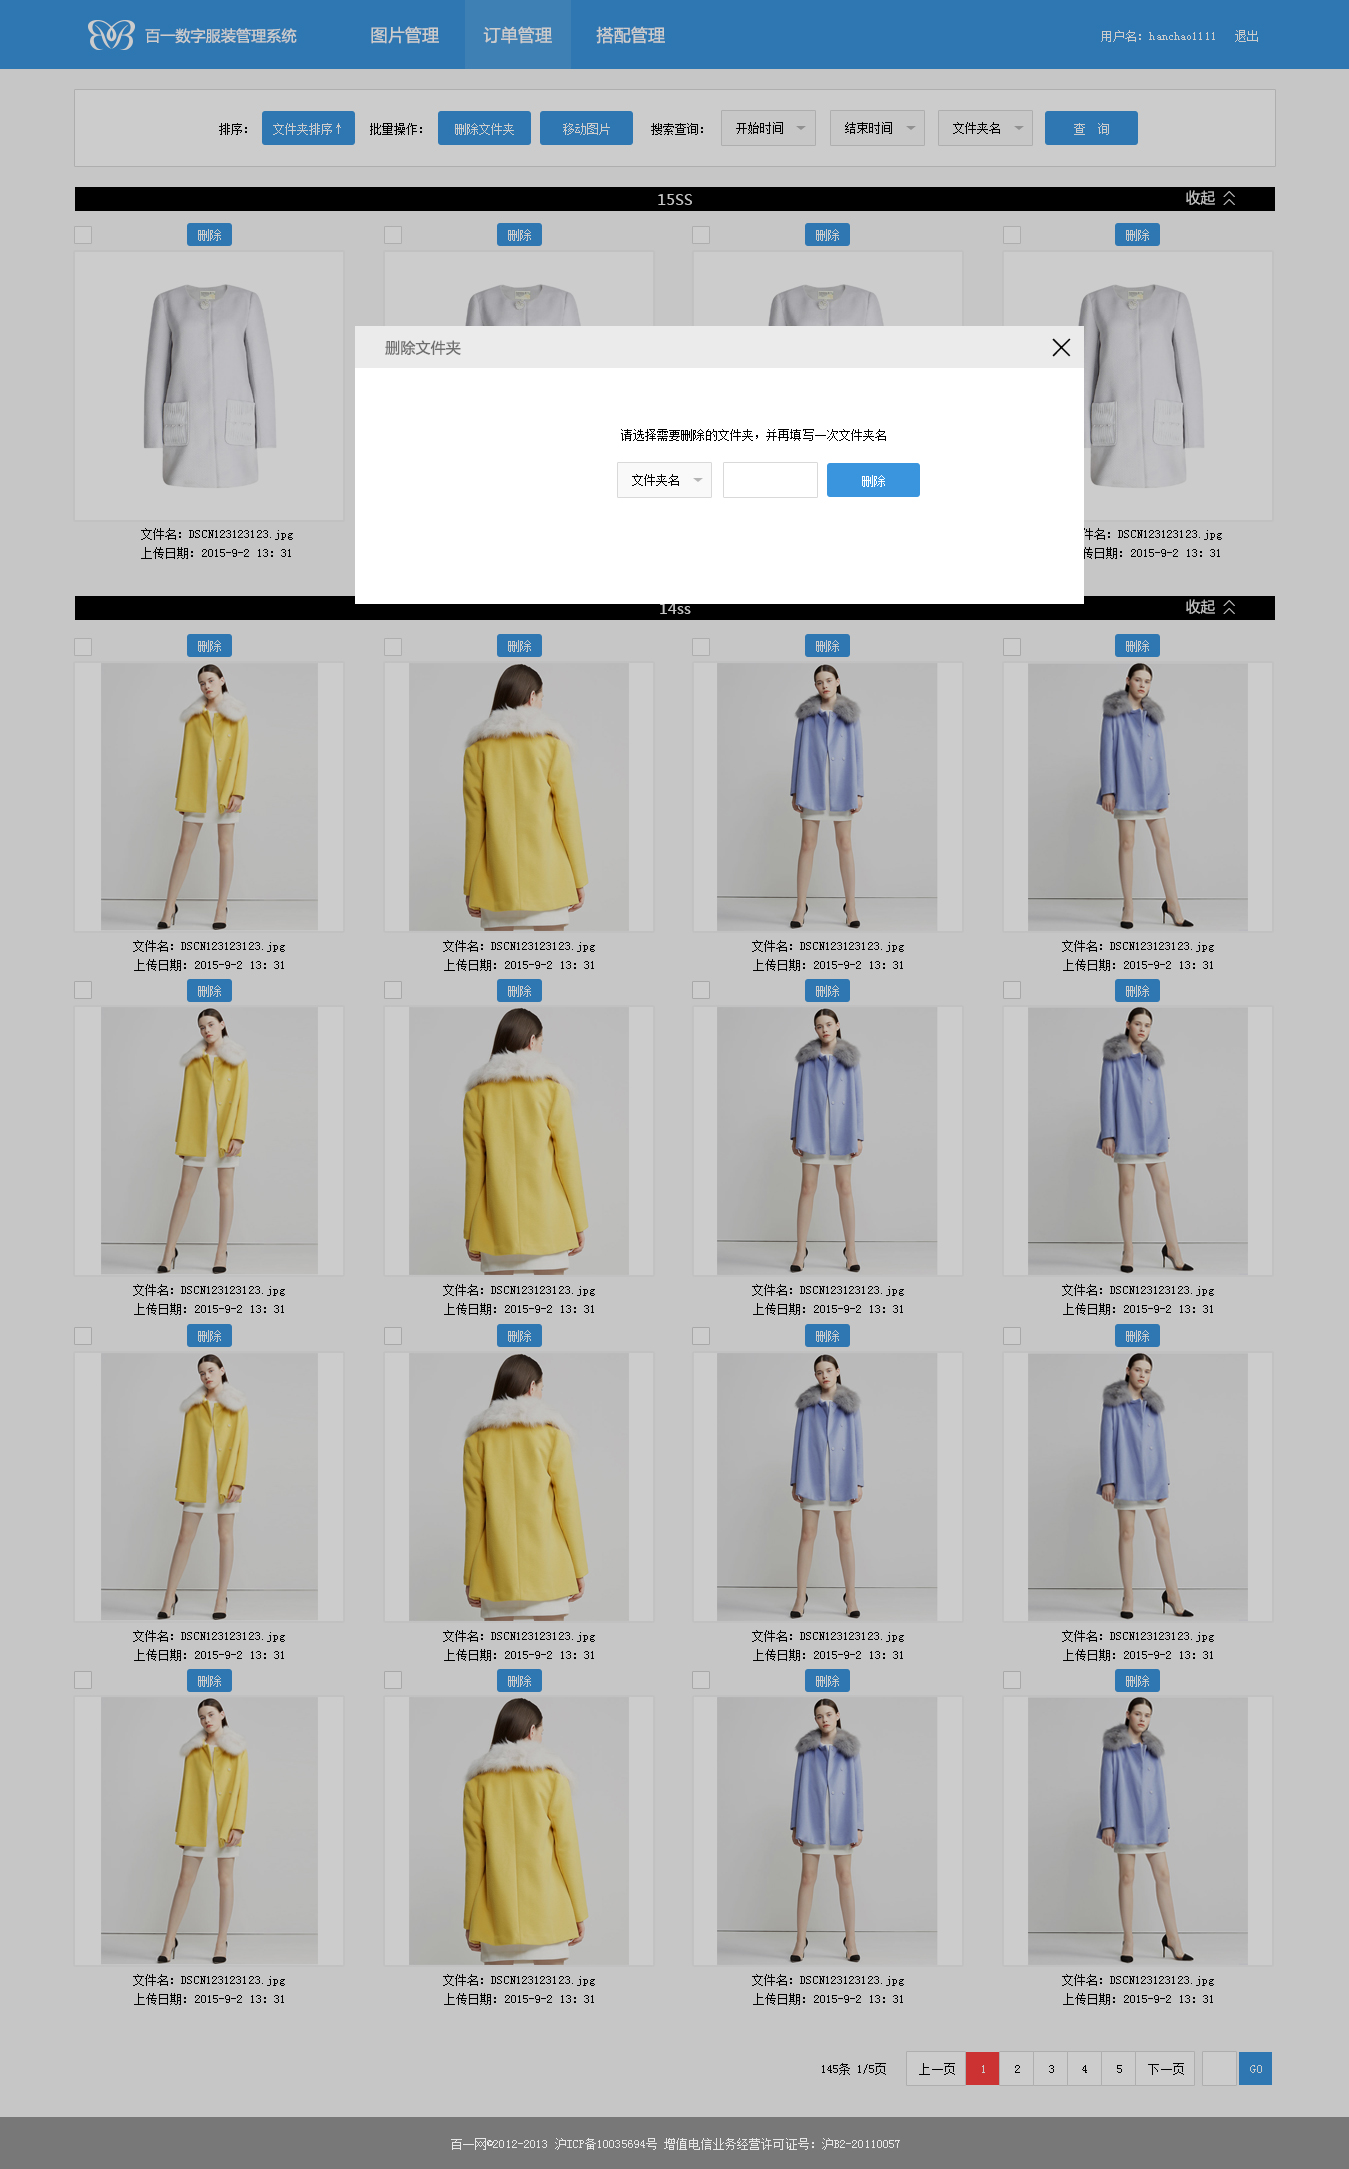 百一数字服装管理系统 图片管理 订单管理 搭配管理 用户名：hanchao1111 退出
排序： 文件夹排序↑ 批量操作： 删除文件夹 移动图片 搜索查询： 开始时间 结束时间 文件夹名 查 询
15SS 收起
删除 删除 删除 删除
删除文件夹
请选择需要删除的文件夹，并再填写一次文件夹名
文件夹名 删除
文件名：DSCN123123123.jpg 件名：DSCN123123123.jpg
上传日期：2015-9-2 13：31 传日期：2015-9-2 13：31
14ss 收起
删除 删除 删除 删除
文件名：DSCN123123123.jpg 文件名：DSCN123123123.jpg 文件名：DSCN123123123.jpg 文件名：DSCN123123123.jpg
上传日期：2015-9-2 13：31 上传日期：2015-9-2 13：31 上传日期：2015-9-2 13：31 上传日期：2015-9-2 13：31
删除 删除 删除 删除
文件名：DSCN123123123.jpg 文件名：DSCN123123123.jpg 文件名：DSCN123123123.jpg 文件名：DSCN123123123.jpg
上传日期：2015-9-2 13：31 上传日期：2015-9-2 13：31 上传日期：2015-9-2 13：31 上传日期：2015-9-2 13：31
删除 删除 删除 删除
文件名：DSCN123123123.jpg 文件名：DSCN123123123.jpg 文件名：DSCN123123123.jpg 文件名：DSCN123123123.jpg
上传日期：2015-9-2 13：31 上传日期：2015-9-2 13：31 上传日期：2015-9-2 13：31 上传日期：2015-9-2 13：31
删除 删除 删除 删除
文件名：DSCN123123123.jpg 文件名：DSCN123123123.jpg 文件名：DSCN123123123.jpg 文件名：DSCN123123123.jpg
上传日期：2015-9-2 13：31 上传日期：2015-9-2 13：31 上传日期：2015-9-2 13：31 上传日期：2015-9-2 13：31
145条 1/5页 上一页 1 2 3 4 5 下一页 GO
百一网©2012-2013 沪ICP备10035694号 增值电信业务经营许可证号：沪B2-20110057